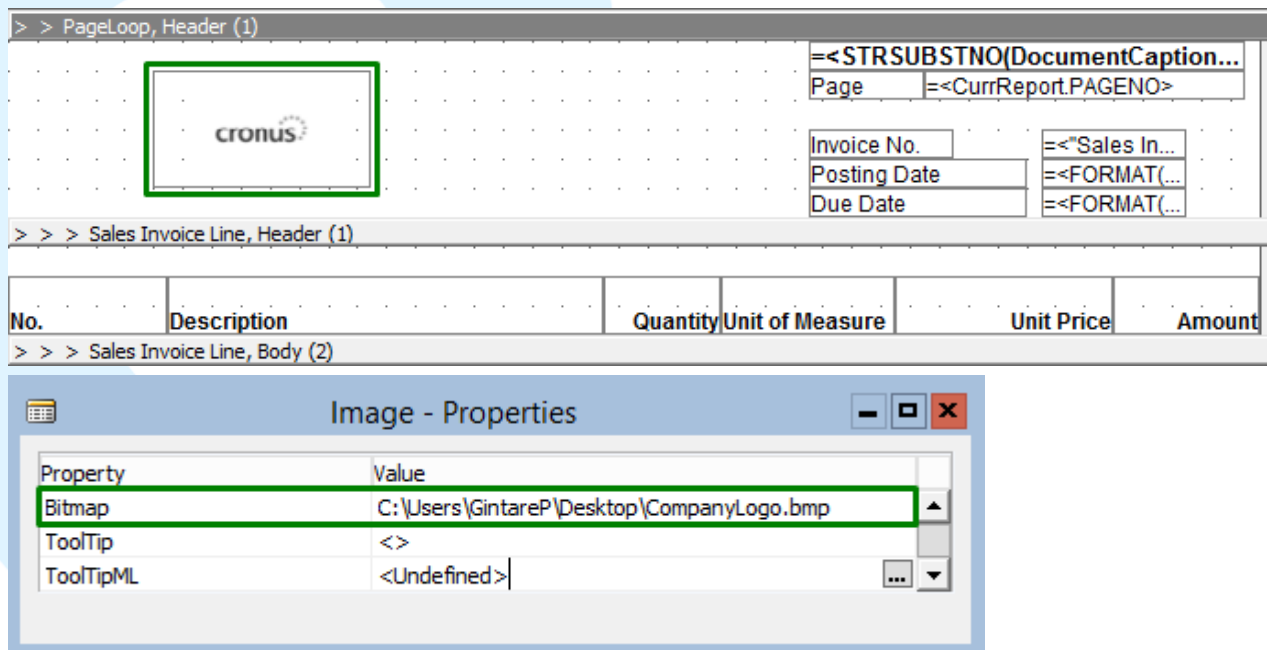 > > PageLoop, Header (1)
=<STRSUBSTNO(DocumentCaption...
Page =<CurrReport.PAGENO>
cronus
Invoice No. =<"Sales In...
Posting Date =<FORMAT(...
Due Date =<FORMAT(...
> > > Sales Invoice Line, Header (1)
No. Description Quantity Unit of Measure Unit Price Amount
> > > Sales Invoice Line, Body (2)
Image - Properties
Property Value
Bitmap C:\Users\GintareP\Desktop\CompanyLogo.bmp
ToolTip <>
ToolTipML <Undefined> ...